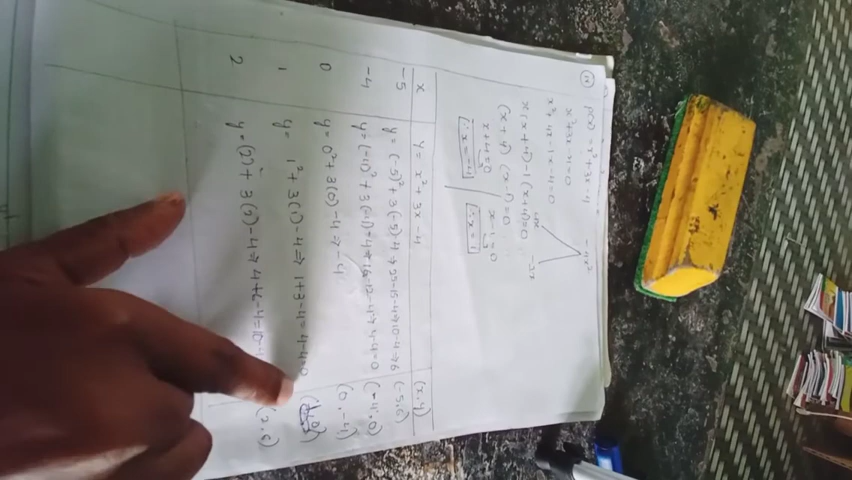 p(x) = x² + 3x - 4
x² + 3x - 4 = 0
x² + 4x - 1x - 4 = 0
x(x + 4) - 1(x + 4) = 0
(x + 4) (x - 1) = 0
x + 4 = 0 x - 1 = 0
∴ x = -4 ∴ x = 1
-4x²
4x
x y = x² + 3x - 4 (x, y)
-5 y = (-5)² + 3(-5) - 4 ⇒ 25 - 15 - 4 ⇒ 10 - 4 ⇒ 6 (-5, 6)
-4 y = (-4)² + 3(-4) - 4 ⇒ 16 - 12 - 4 ⇒ 4 - 4 = 0 (-4, 0)
0 y = 0² + 3(0) - 4 ⇒ -4 (0, -4)
1 y = 1² + 3(1) - 4 ⇒ 1 + 3 - 4 = 4 - 4 = 0
2 y = (2)² + 3(2) - 4 ⇒ 4 + 6 - 4 = 10 - 4 (2, 6)